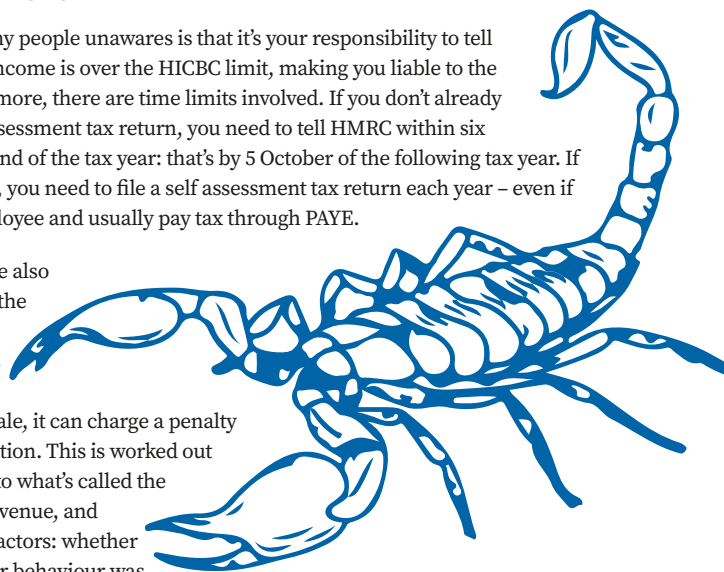 ny people unawares is that it’s your responsibility to tell
ncome is over the HICBC limit, making you liable to the
more, there are time limits involved. If you don’t already
ssessment tax return, you need to tell HMRC within six
nd of the tax year: that’s by 5 October of the following tax year. If
, you need to file a self assessment tax return each year – even if
ployee and usually pay tax through PAYE.
e also
the
ale, it can charge a penalty
tion. This is worked out
to what’s called the
venue, and
actors: whether
r behaviour was